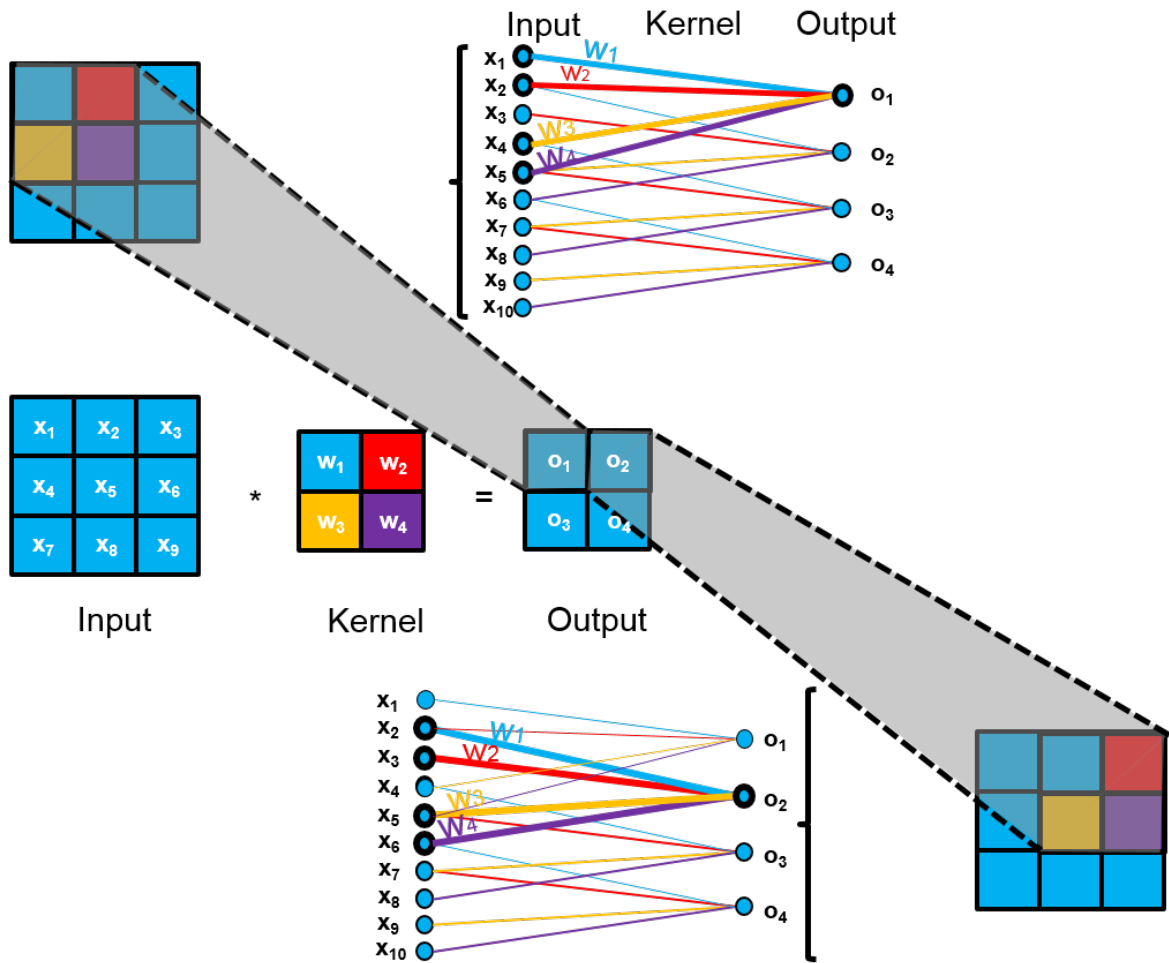 Input Kernel Output
x1 W1
x2 W2 o1
x3
x4 W3 o2
x5 W4
x6 o3
x7
x8 o4
x9
x10
x1 x2 x3
x4 x5 x6
x7 x8 x9
*
w1 w2
w3 w4
=
o1 o2
o3 o4
Input Kernel Output
x1
x2 W1 o1
x3 W2
x4 o2
x5 W3
x6 W4 o3
x7
x8 o4
x9
x10